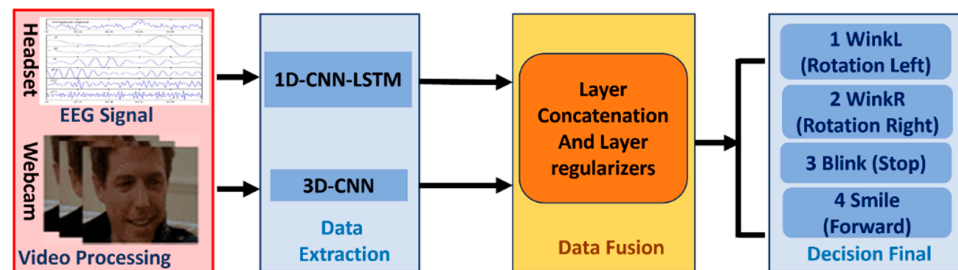 Headset
EEG Signal
Webcam
Video Processing
1D-CNN-LSTM
3D-CNN
Data
Extraction
Layer
Concatenation
And Layer
regularizers
Data Fusion
1 WinkL
(Rotation Left)
2 WinkR
(Rotation Right)
3 Blink (Stop)
4 Smile
(Forward)
Decision Final